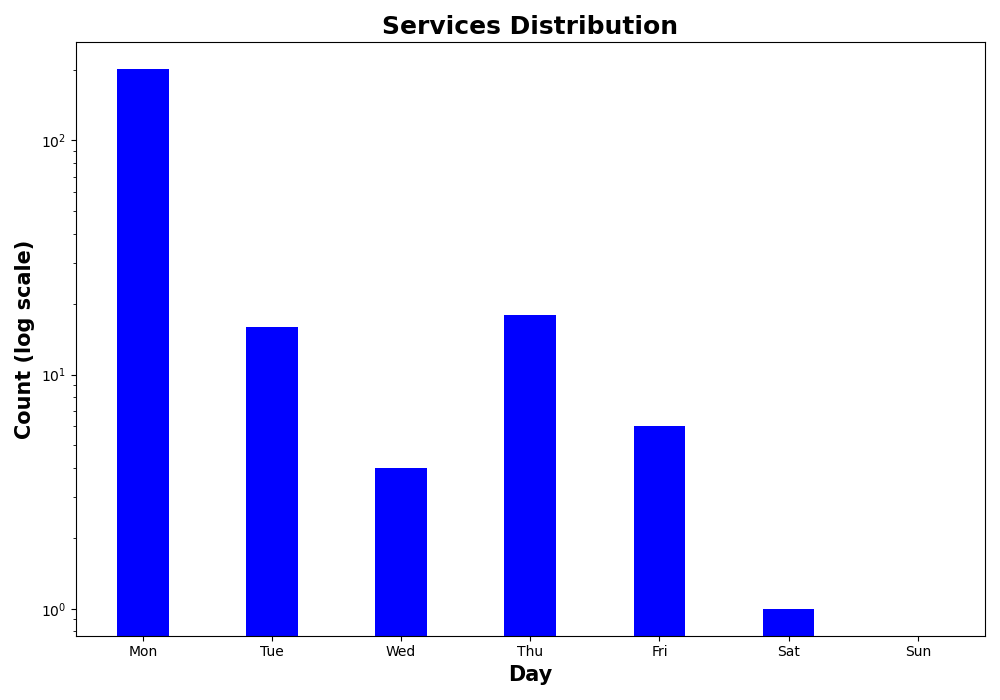 Services Distribution
Count (log scale)
10²
10¹
10⁰
Mon Tue Wed Thu Fri Sat Sun
Day